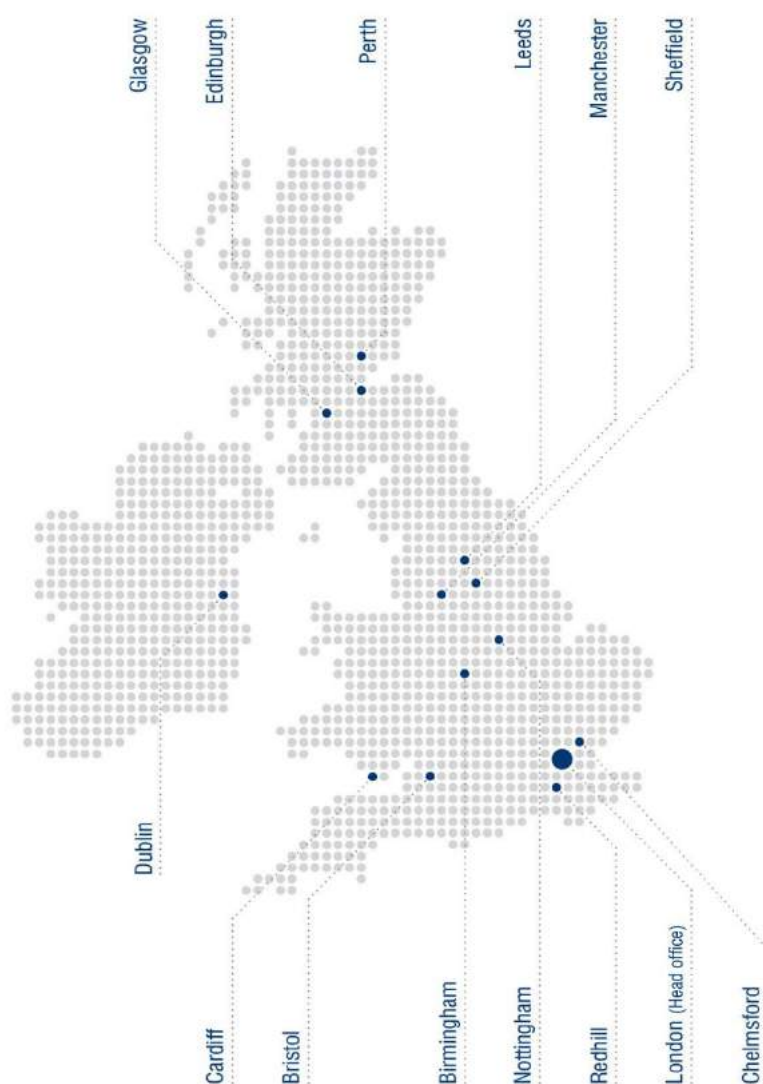 Glasgow
Edinburgh
Perth
Leeds
Manchester
Sheffield
Dublin
Cardiff
Bristol
Birmingham
Nottingham
Redhill
London (Head office)
Chelmsford